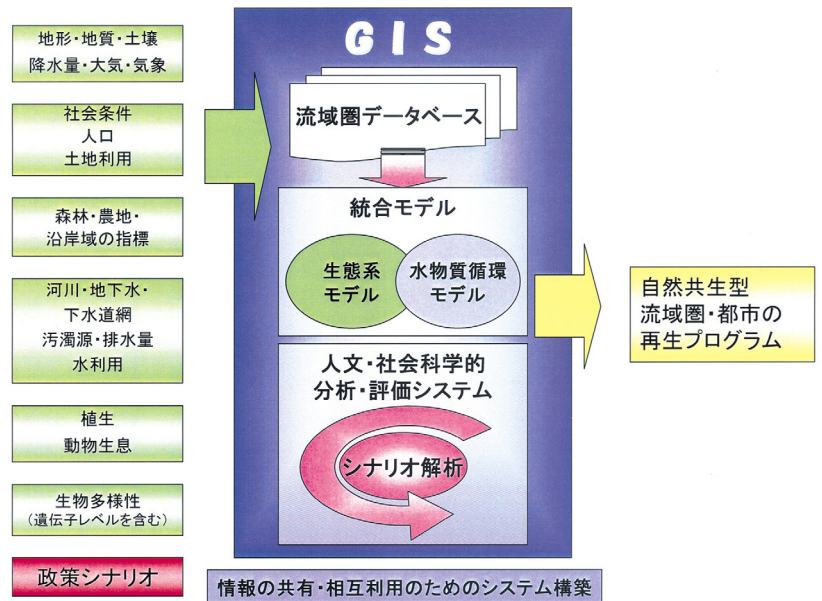 地形・地質・土壌
降水量・大気・気象
社会条件
人口
土地利用
森林・農地・
沿岸域の指標
河川・地下水・
下水道網
汚濁源・排水量
水利用
植生
動物生息
生物多様性
(遺伝子レベルを含む)
政策シナリオ
GIS
流域圏データベース
統合モデル
生態系
モデル
水物質循環
モデル
人文・社会科学的
分析・評価システム
シナリオ解析
情報の共有・相互利用のためのシステム構築
自然共生型
流域圏・都市の
再生プログラム